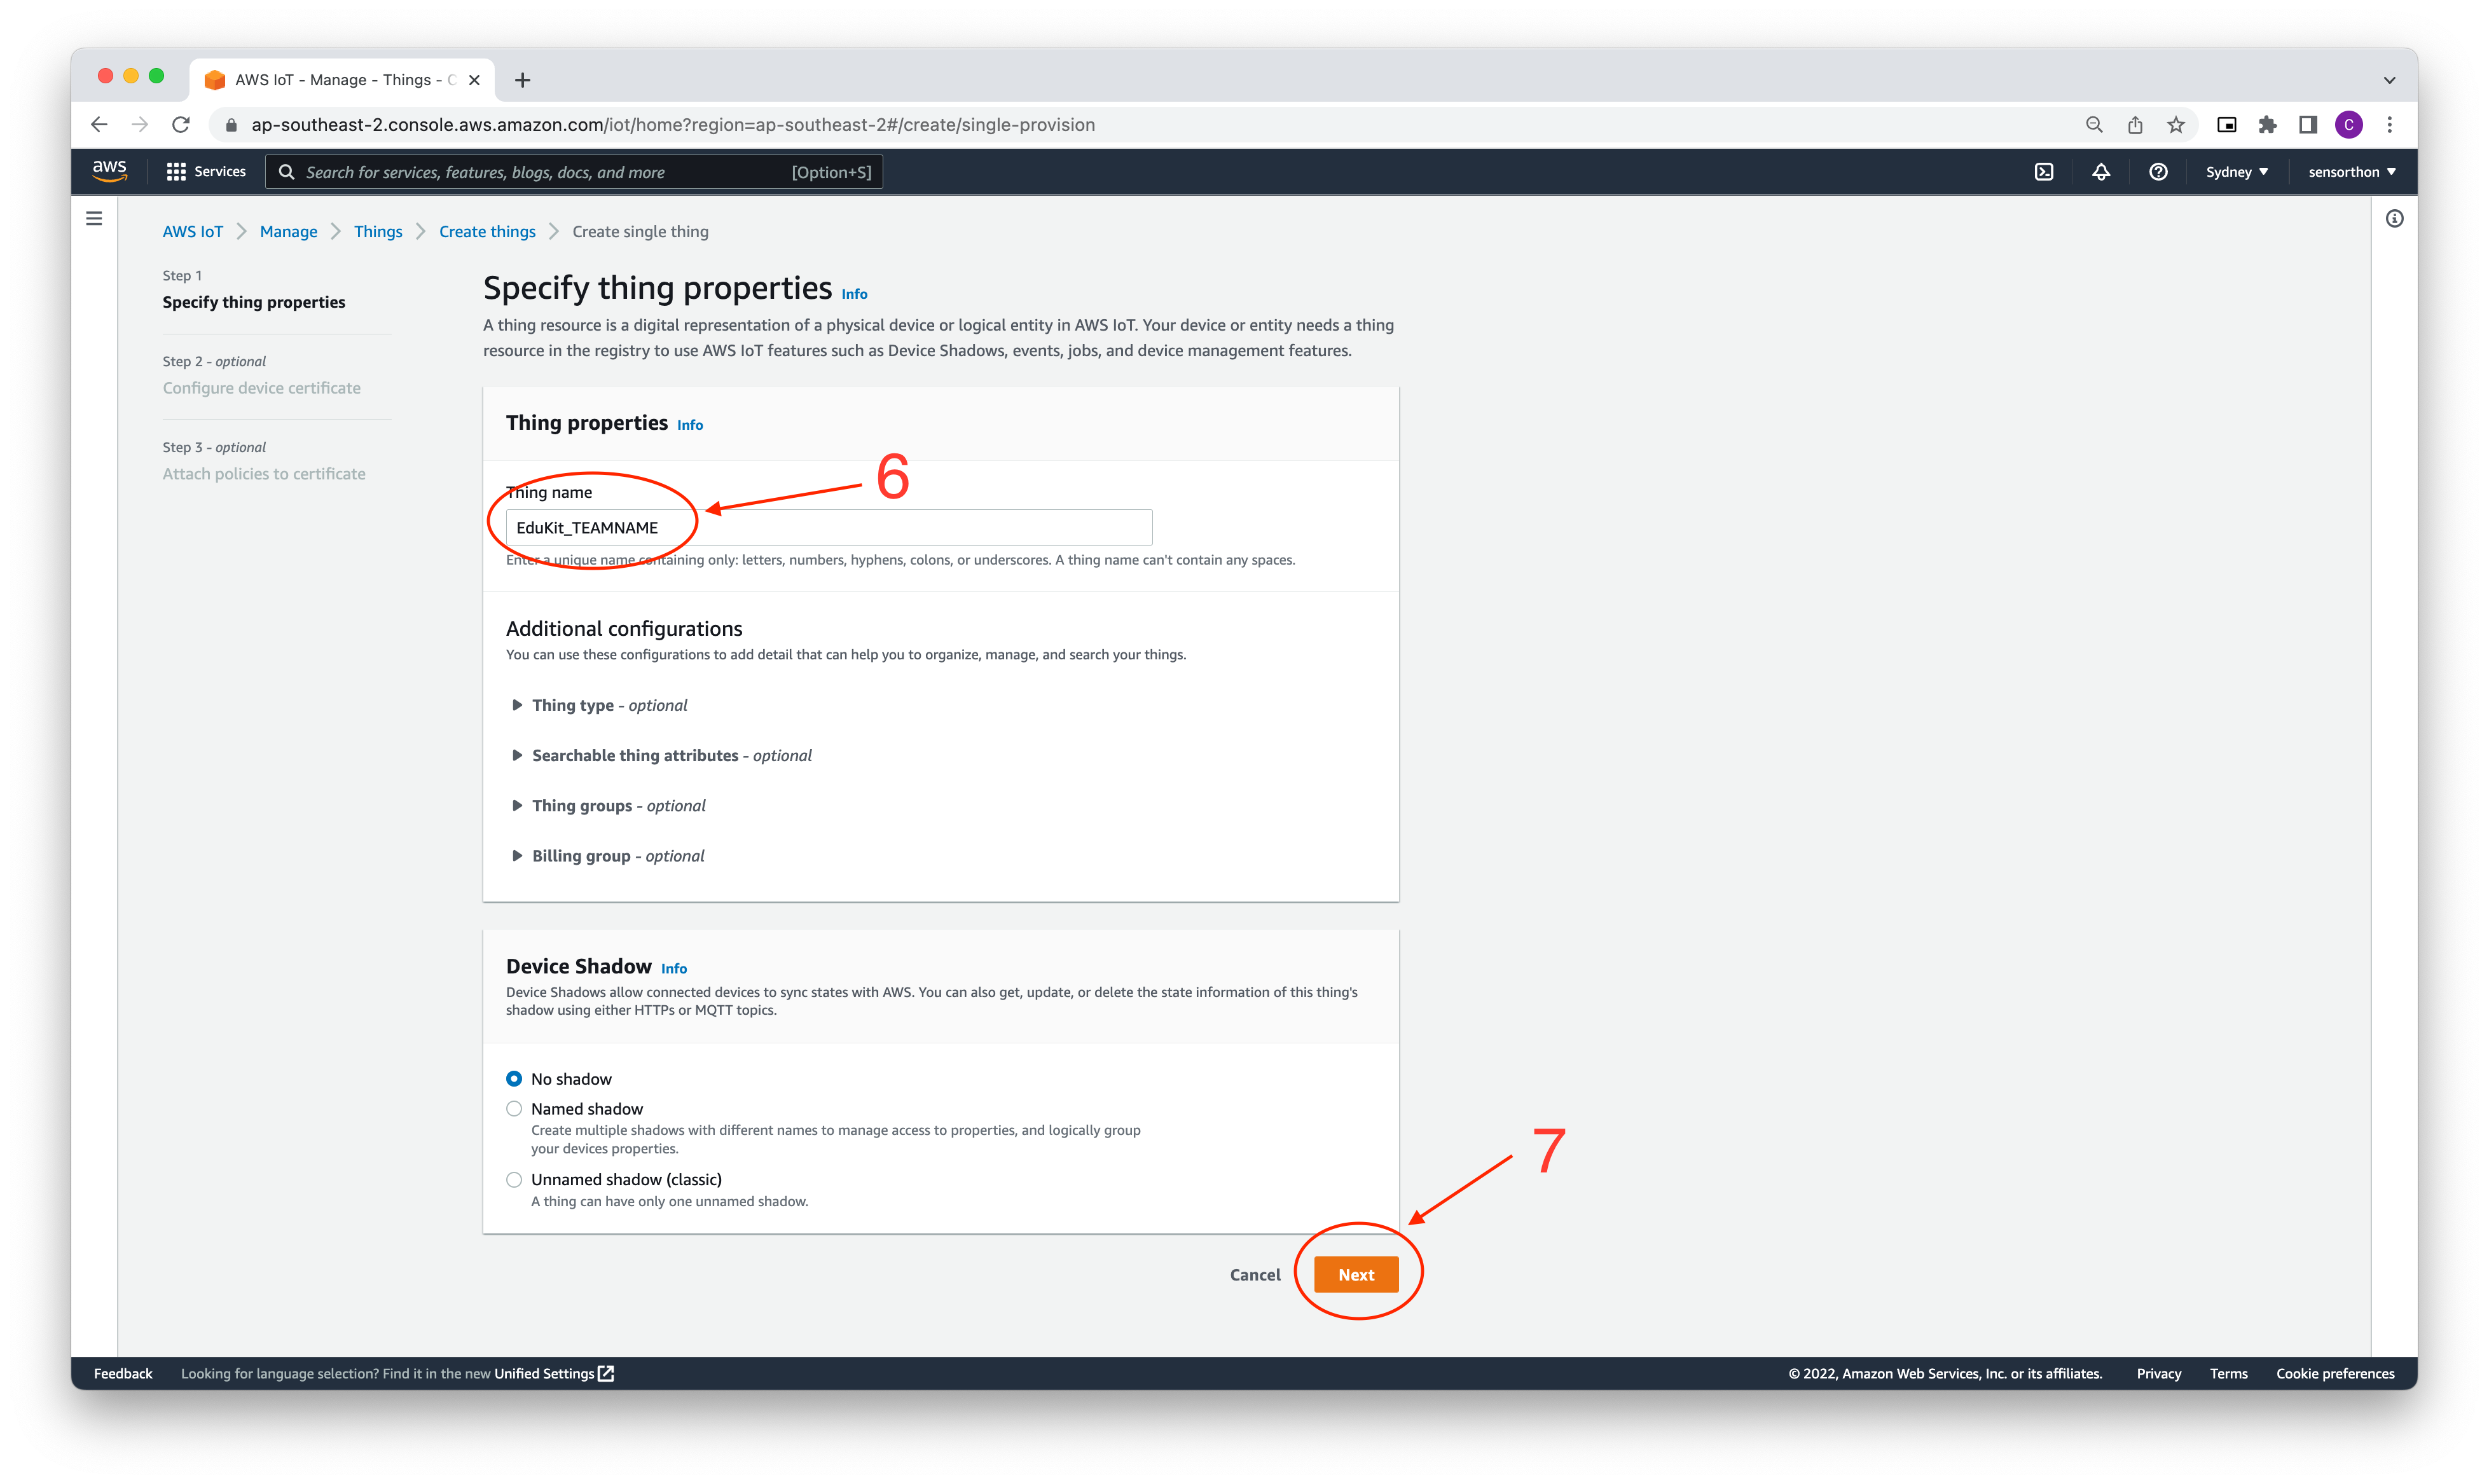 AWS IoT - Manage - Things - C
ap-southeast-2.console.aws.amazon.com/iot/home?region=ap-southeast-2#/create/single-provision
C
aws
Services
Search for services, features, blogs, docs, and more
[Option+S]
Sydney
sensorthon
AWS IoT
Manage
Things
Create things
Create single thing
Step 1
Specify thing properties
Step 2 - optional
Configure device certificate
Step 3 - optional
Attach policies to certificate
Specify thing properties Info
A thing resource is a digital representation of a physical device or logical entity in AWS IoT. Your device or entity needs a thing
resource in the registry to use AWS IoT features such as Device Shadows, events, jobs, and device management features.
Thing properties Info
6
Thing name
EduKit_TEAMNAME
Enter a unique name containing only: letters, numbers, hyphens, colons, or underscores. A thing name can't contain any spaces.
Additional configurations
You can use these configurations to add detail that can help you to organize, manage, and search your things.
Thing type - optional
Searchable thing attributes - optional
Thing groups - optional
Billing group - optional
Device Shadow Info
Device Shadows allow connected devices to sync states with AWS. You can also get, update, or delete the state information of this thing's
shadow using either HTTPs or MQTT topics.
No shadow
Named shadow
Create multiple shadows with different names to manage access to properties, and logically group
your devices properties.
Unnamed shadow (classic)
A thing can have only one unnamed shadow.
7
Cancel
Next
Feedback
Looking for language selection? Find it in the new Unified Settings
© 2022, Amazon Web Services, Inc. or its affiliates.
Privacy
Terms
Cookie preferences